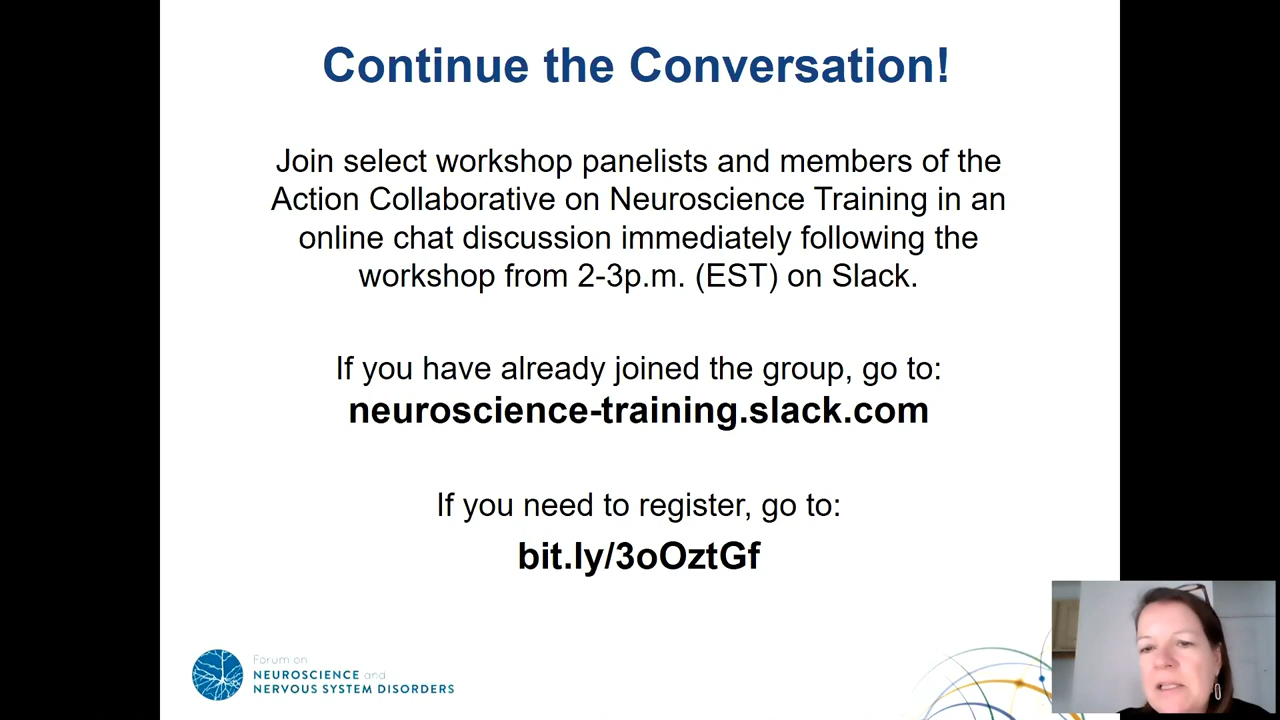 Continue the Conversation!
Join select workshop panelists and members of the
Action Collaborative on Neuroscience Training in an
online chat discussion immediately following the
workshop from 2-3p.m. (EST) on Slack.
If you have already joined the group, go to:
neuroscience-training.slack.com
If you need to register, go to:
bit.ly/3oOztGf
Forum on
NEUROSCIENCE and
NERVOUS SYSTEM DISORDERS